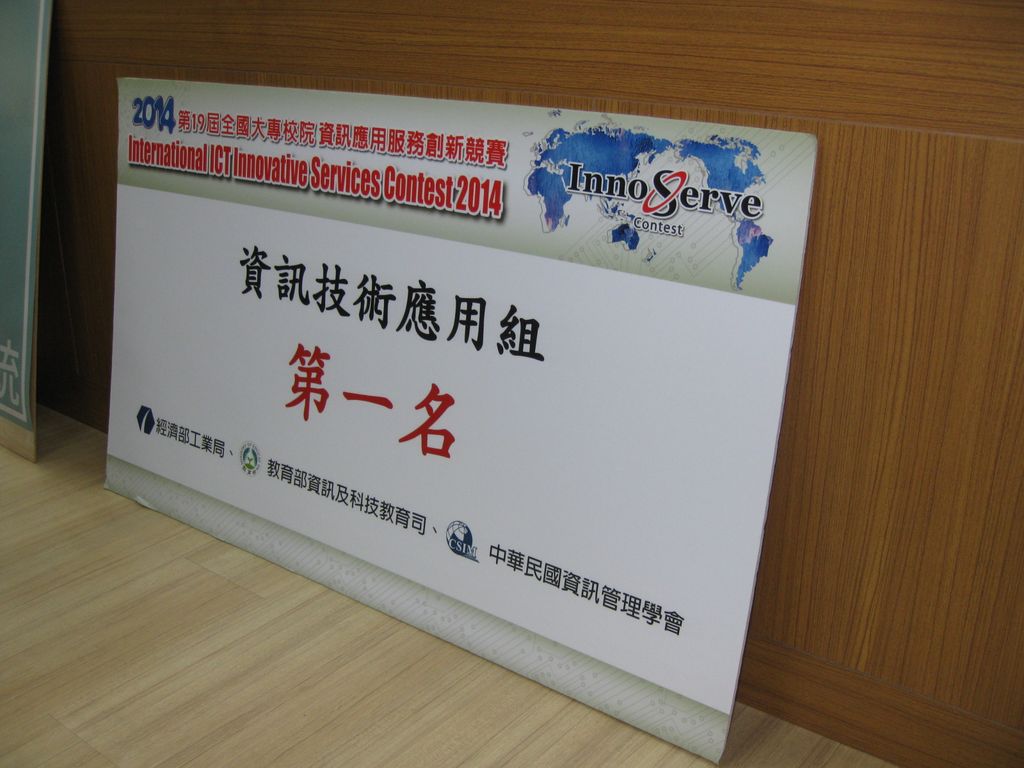 2014 第19屆全國大專校院 資訊應用服務創新競賽
International ICT Innovative Services Contest 2014
InnoServe
Contest
資訊技術應用組
第一名
經濟部工業局、教育部資訊及科技教育司、CSIM 中華民國資訊管理學會
充